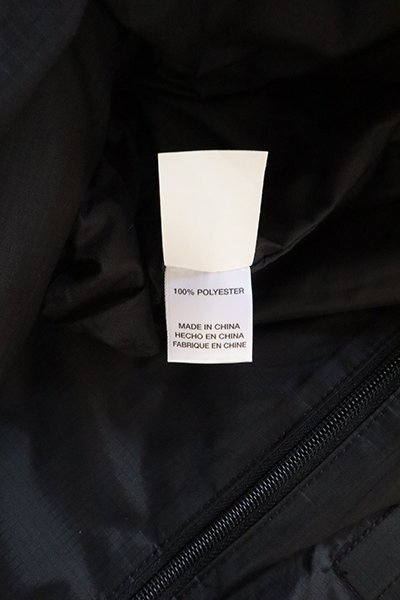 100% POLYESTER
MADE IN CHINA
HECHO EN CHINA
FABRIQUE EN CHINE